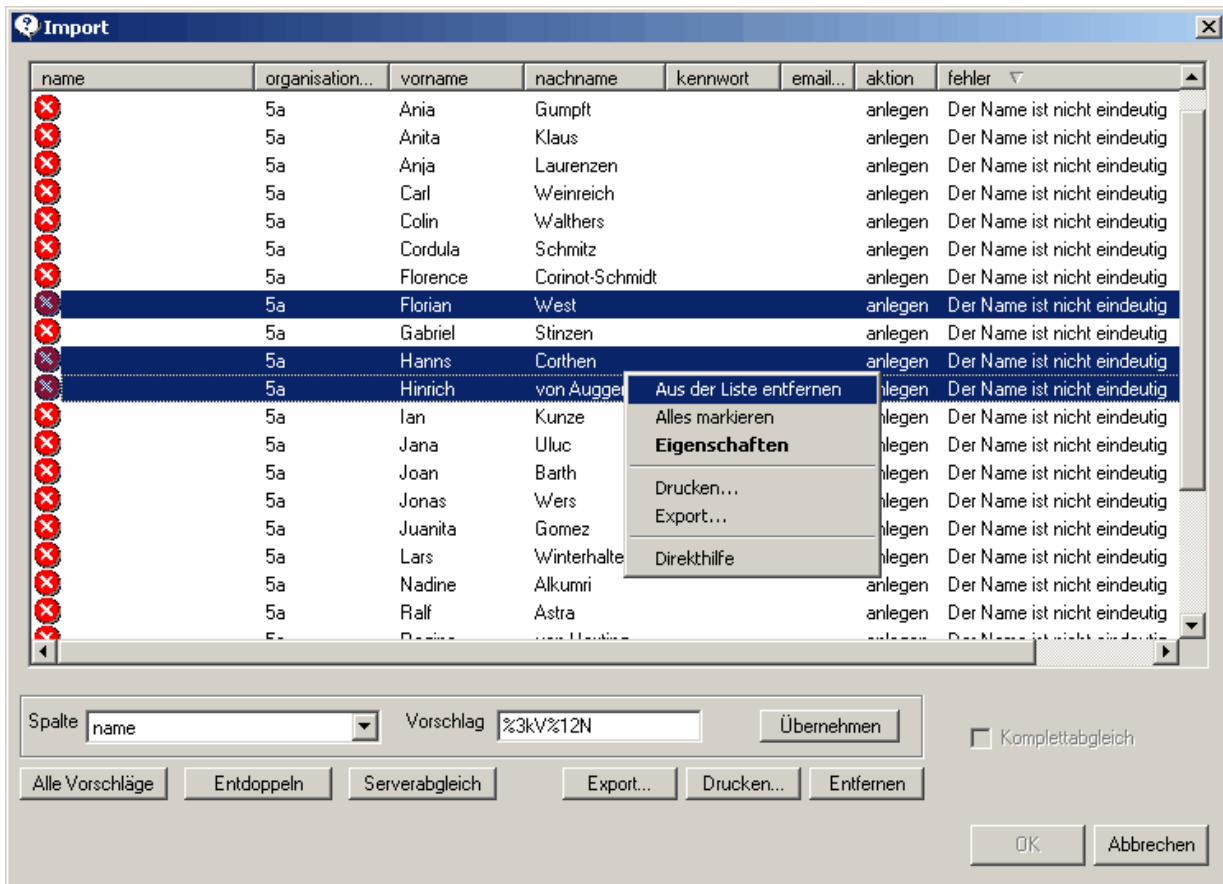 Import
name organisation... vorname nachname kennwort email... aktion fehler
5a Ania Gumpft anlegen Der Name ist nicht eindeutig
5a Anita Klaus anlegen Der Name ist nicht eindeutig
5a Anja Laurenzen anlegen Der Name ist nicht eindeutig
5a Carl Weinreich anlegen Der Name ist nicht eindeutig
5a Colin Walthers anlegen Der Name ist nicht eindeutig
5a Cordula Schmitz anlegen Der Name ist nicht eindeutig
5a Florence Corinot-Schmidt anlegen Der Name ist nicht eindeutig
5a Florian West anlegen Der Name ist nicht eindeutig
5a Gabriel Stinzen anlegen Der Name ist nicht eindeutig
5a Hanns Corthen anlegen Der Name ist nicht eindeutig
5a Hinrich von Augger nlegen Der Name ist nicht eindeutig
5a Ian Kunze nlegen Der Name ist nicht eindeutig
5a Jana Uluc nlegen Der Name ist nicht eindeutig
5a Joan Barth nlegen Der Name ist nicht eindeutig
5a Jonas Wers nlegen Der Name ist nicht eindeutig
5a Juanita Gomez nlegen Der Name ist nicht eindeutig
5a Lars Winterhalte nlegen Der Name ist nicht eindeutig
5a Nadine Alkumri anlegen Der Name ist nicht eindeutig
5a Ralf Astra anlegen Der Name ist nicht eindeutig
Aus der Liste entfernen
Alles markieren
Eigenschaften
Drucken...
Export...
Direkthilfe
Spalte name Vorschlag %3kV%12N Übernehmen
Komplettabgleich
Alle Vorschläge Entdoppeln Serverabgleich Export... Drucken... Entfernen
OK Abbrechen